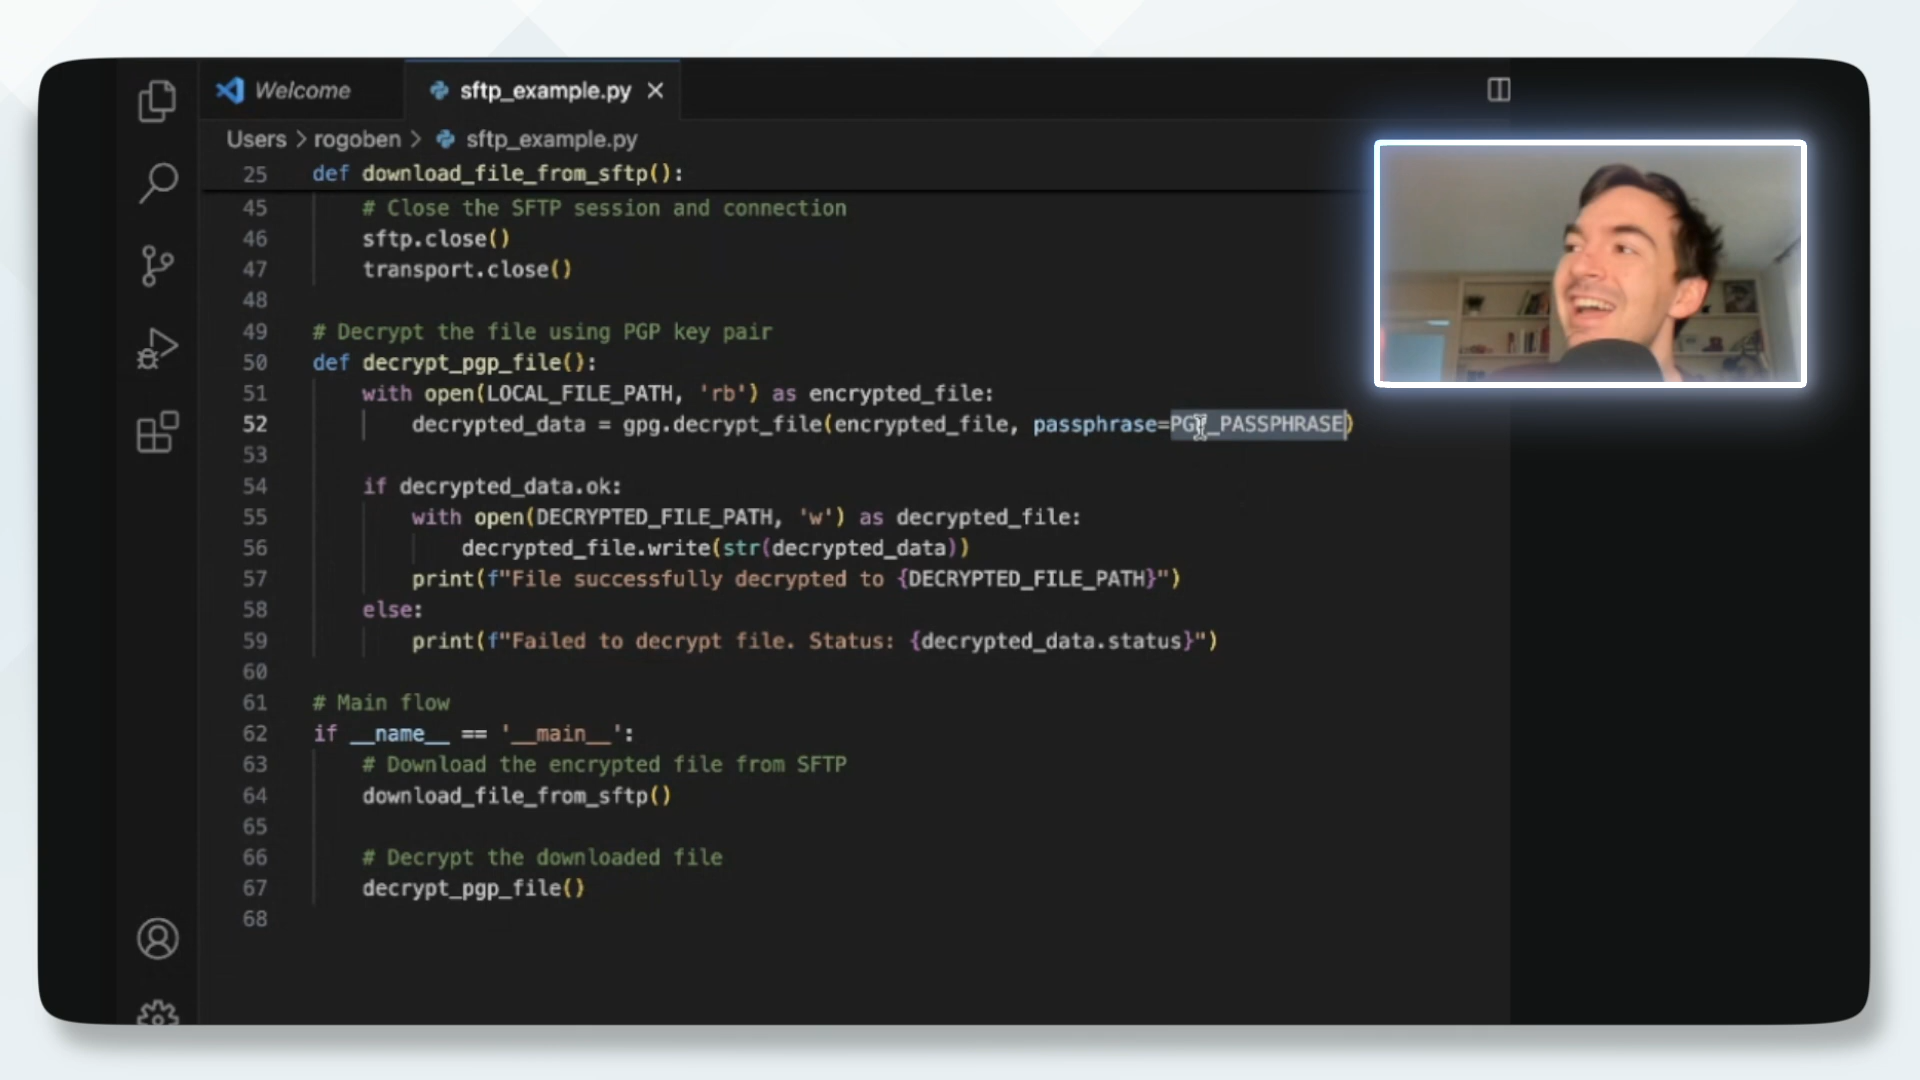 Welcome
sftp_example.py
Users > rogoben > sftp_example.py
25 def download_file_from_sftp():
45 # Close the SFTP session and connection
46 sftp.close()
47 transport.close()
48
49 # Decrypt the file using PGP key pair
50 def decrypt_pgp_file():
51 with open(LOCAL_FILE_PATH, 'rb') as encrypted_file:
52 decrypted_data = gpg.decrypt_file(encrypted_file, passphrase=PGP_PASSPHRASE)
53
54 if decrypted_data.ok:
55 with open(DECRYPTED_FILE_PATH, 'w') as decrypted_file:
56 decrypted_file.write(str(decrypted_data))
57 print(f"File successfully decrypted to {DECRYPTED_FILE_PATH}")
58 else:
59 print(f"Failed to decrypt file. Status: {decrypted_data.status}")
60
61 # Main flow
62 if __name__ == '__main__':
63 # Download the encrypted file from SFTP
64 download_file_from_sftp()
65
66 # Decrypt the downloaded file
67 decrypt_pgp_file()
68